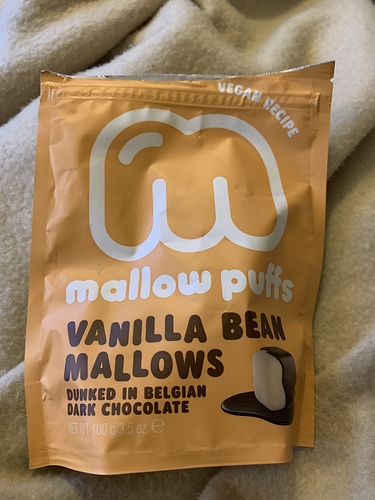 VEGAN RECIPE
mallow puffs
VANILLA BEAN
MALLOWS
DUNKED IN BELGIAN
DARK CHOCOLATE
NET WT 100 g/3.5 oz ℮